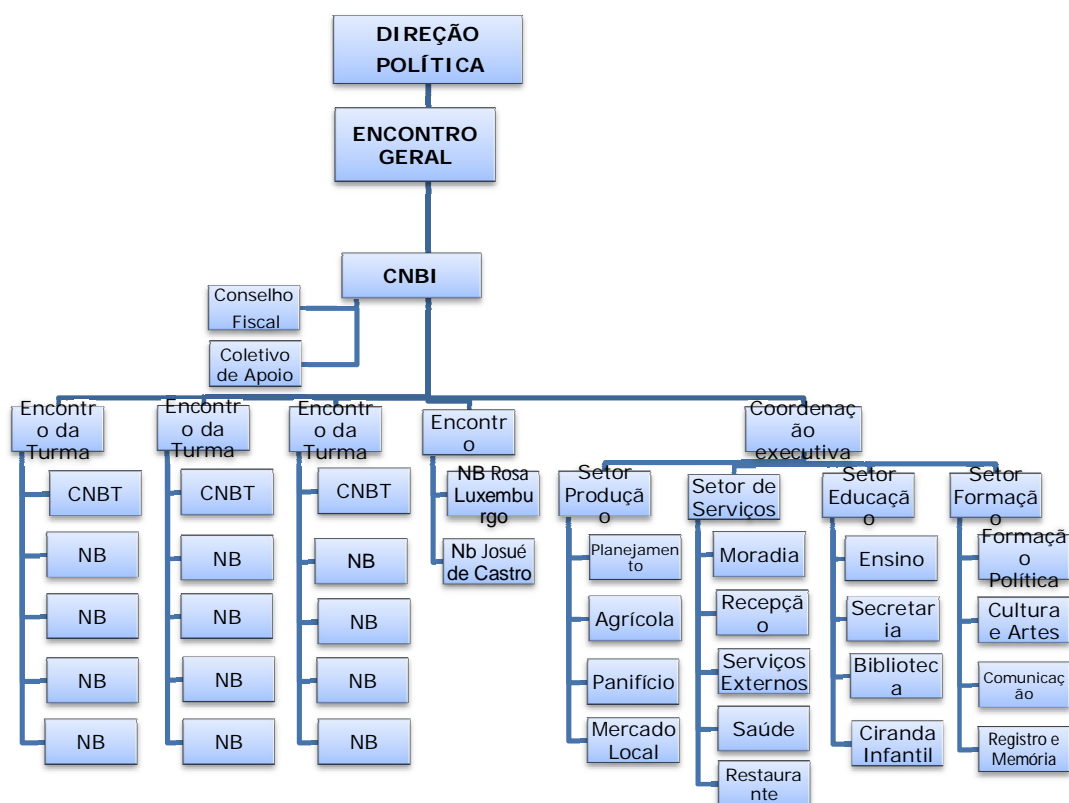 DIREÇÃO
POLÍTICA
ENCONTRO
GERAL
CNBI
Conselho
Fiscal
Coletivo
de Apoio
Encontr
o da
Turma
CNBT
NB
NB
NB
NB
Encontr
o da
Turma
CNBT
NB
NB
NB
NB
Encontr
o da
Turma
CNBT
NB
NB
NB
NB
Encontr
o
NB Rosa
Luxembu
rgo
Nb Josué
de Castro
Coordenaç
ão
executiva
Setor
Produçã
o
Planejamen
to
Agrícola
Panifício
Mercado
Local
Setor de
Serviços
Moradia
Recepçã
o
Serviços
Externos
Saúde
Restaura
nte
Setor
Educaçã
o
Ensino
Secretar
ia
Bibliotec
a
Ciranda
Infantil
Setor
Formaçã
o
Formaçã
o
Política
Cultura
e Artes
Comunicaç
ão
Registro e
Memória